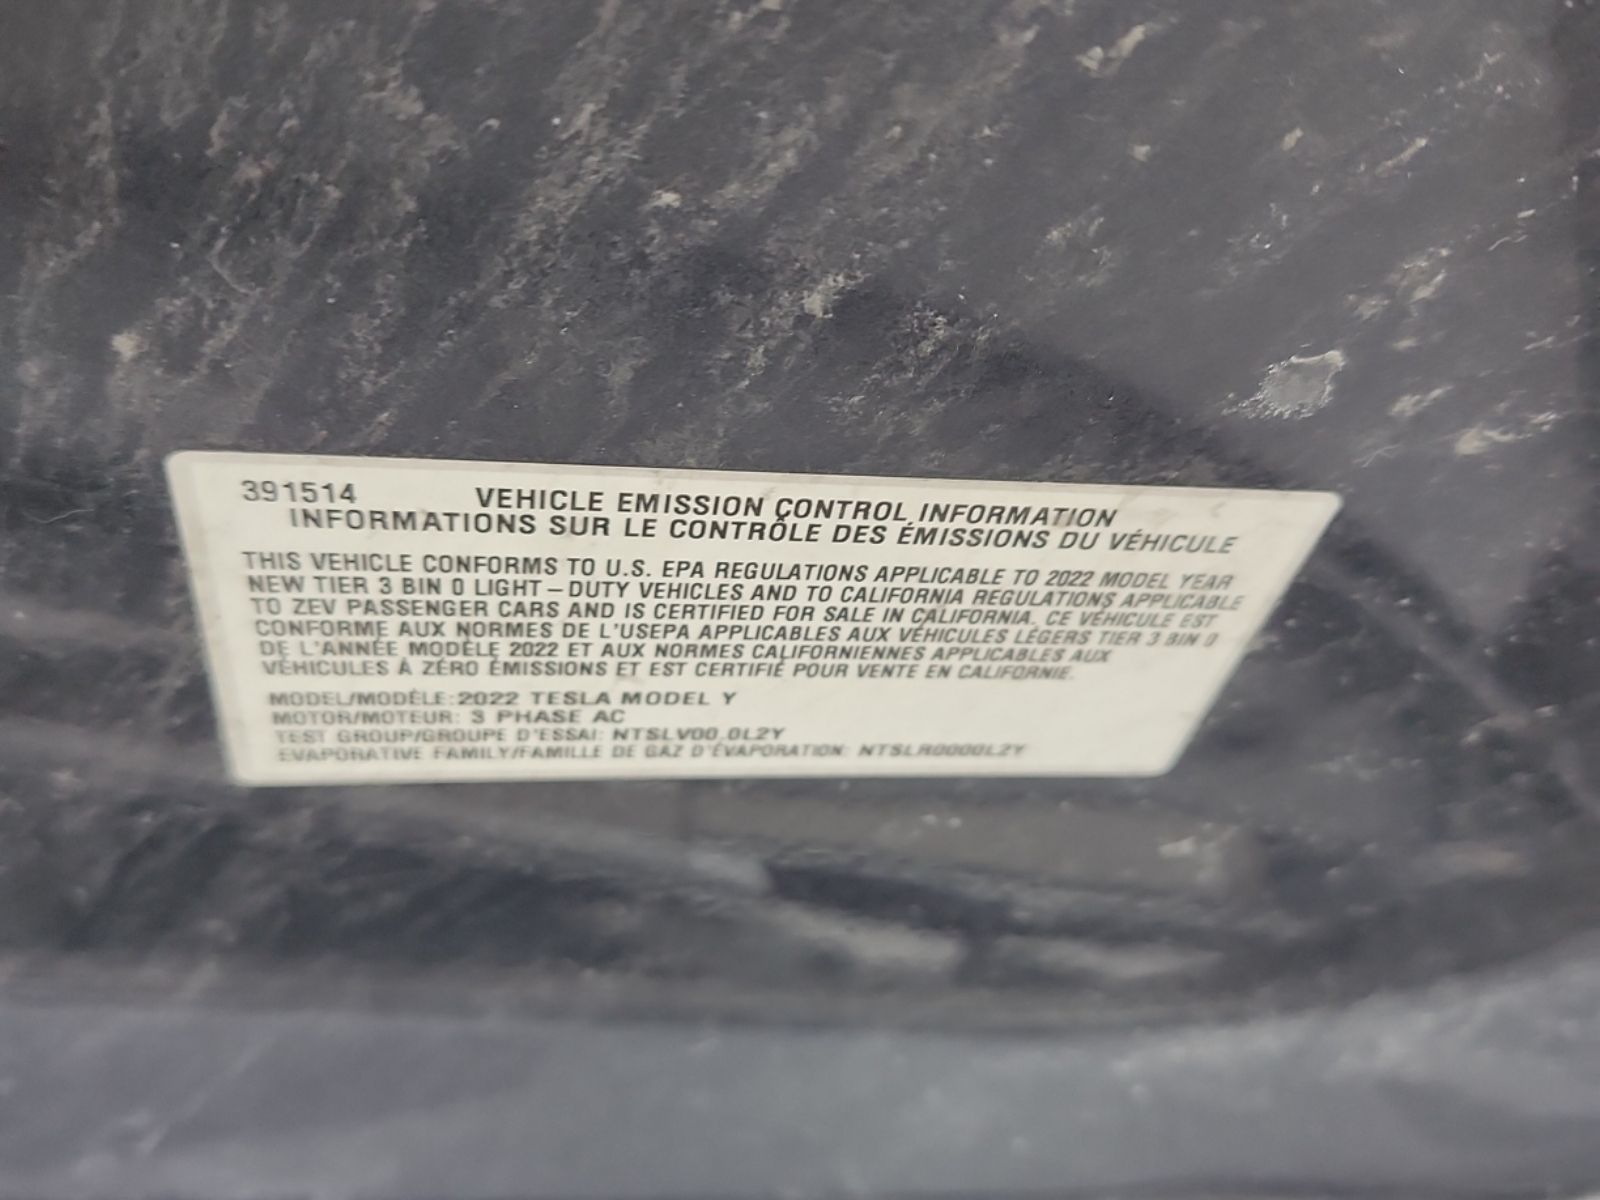 391514
VEHICLE EMISSION CONTROL INFORMATION
INFORMATIONS SUR LE CONTRÔLE DES ÉMISSIONS DU VÉHICULE
THIS VEHICLE CONFORMS TO U.S. EPA REGULATIONS APPLICABLE TO 2022 MODEL YEAR
NEW TIER 3 BIN 0 LIGHT – DUTY VEHICLES AND TO CALIFORNIA REGULATIONS APPLICABLE
TO ZEV PASSENGER CARS AND IS CERTIFIED FOR SALE IN CALIFORNIA. CE VÉHICULE EST
CONFORME AUX NORMES DE L'USEPA APPLICABLES AUX VÉHICULES LÉGERS TIER 3 BIN 0
DE L'ANNÉE MODÈLE 2022 ET AUX NORMES CALIFORNIENNES APPLICABLES AUX
VÉHICULES À ZÉRO ÉMISSIONS ET EST CERTIFIÉ POUR VENTE EN CALIFORNIE.
MODEL/MODÈLE: 2022 TESLA MODEL Y
MOTOR/MOTEUR: 3 PHASE AC
TEST GROUP/GROUPE D'ESSAI: NTSLV00.0L2Y
EVAPORATIVE FAMILY/FAMILLE DE GAZ D'ÉVAPORATION: NTSLR0000L2Y